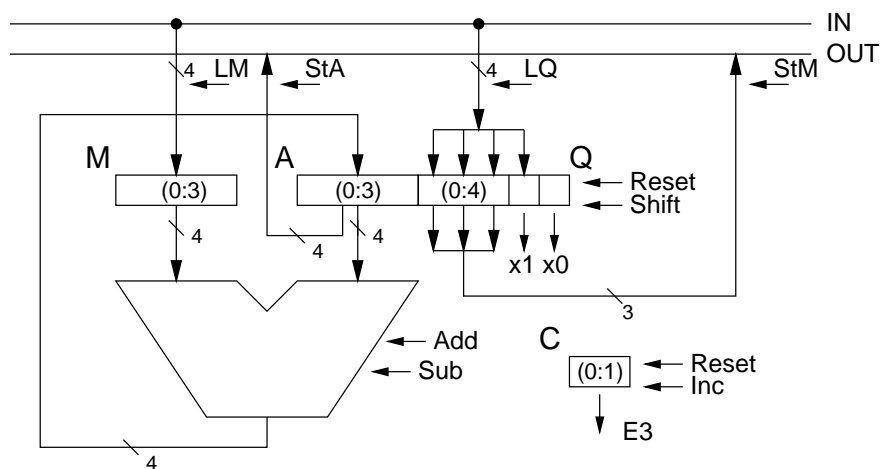 IN
OUT
4 LM StA 4 LQ StM
M A Q
(0:3) (0:3) (0:4) Reset
Shift
4 4 4
x1 x0
3
Add
Sub
C
(0:1) Reset
Inc
E3
4